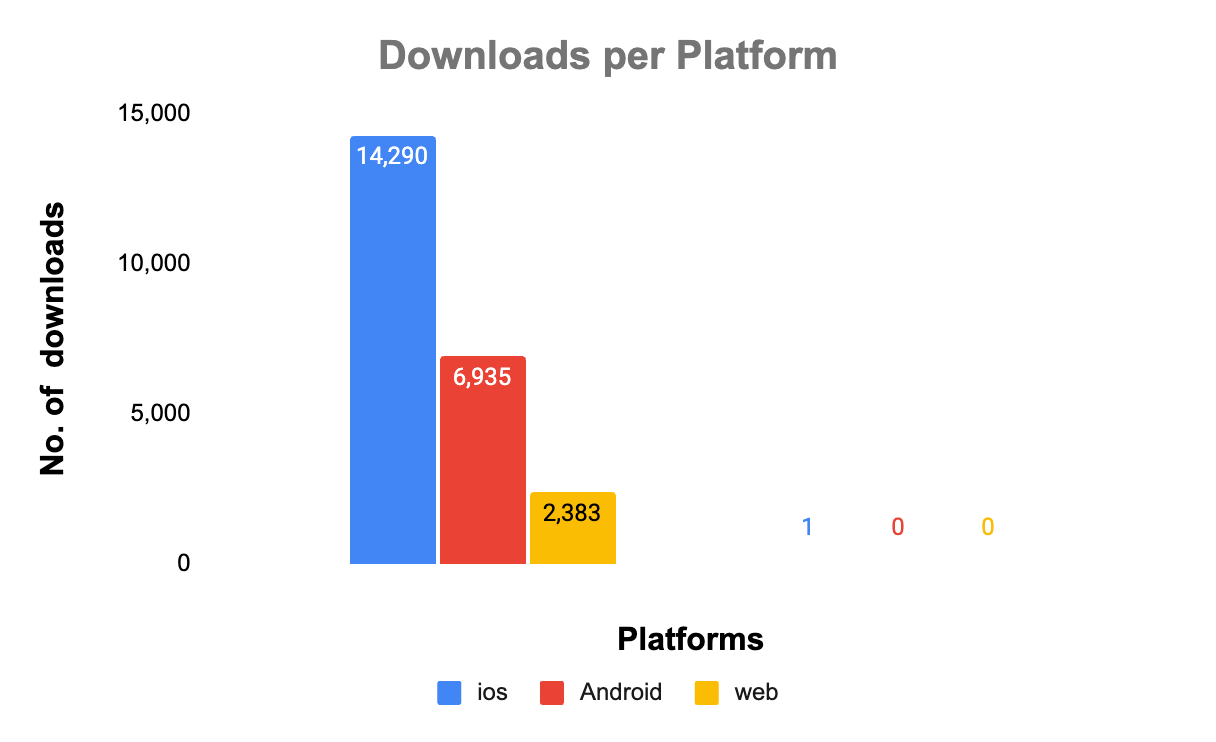 Downloads per Platform
15,000
10,000
5,000
0
No. of downloads
14,290
6,935
2,383
1
0
0
Platforms
ios
Android
web